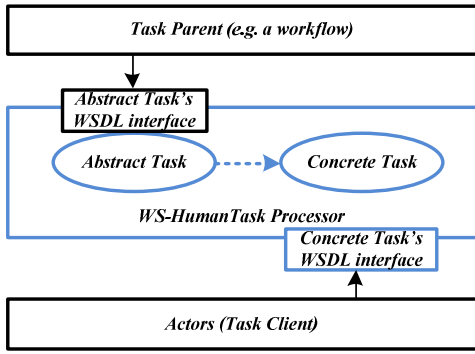 Task Parent (e.g. a workflow)
Abstract Task's
WSDL interface
Abstract Task
Concrete Task
WS-HumanTask Processor
Concrete Task's
WSDL interface
Actors (Task Client)